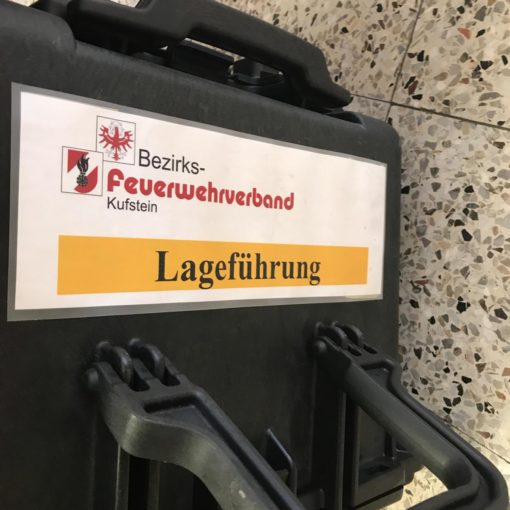 Bezirks-
Feuerwehrverband
Kufstein
Lageführung